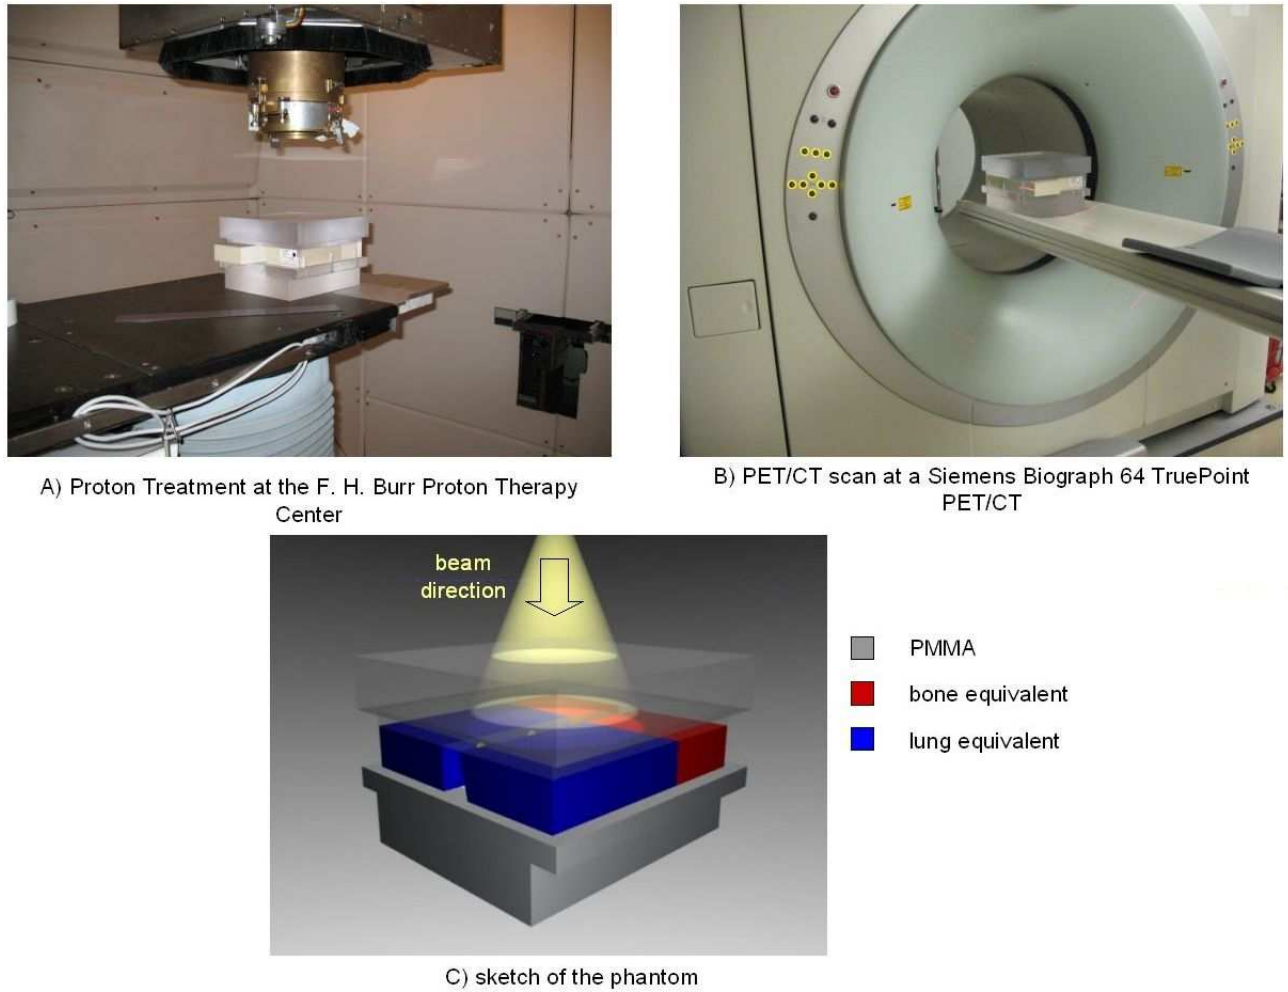 A) Proton Treatment at the F. H. Burr Proton Therapy
Center
B) PET/CT scan at a Siemens Biograph 64 TruePoint
PET/CT
beam
direction
PMMA
bone equivalent
lung equivalent
C) sketch of the phantom